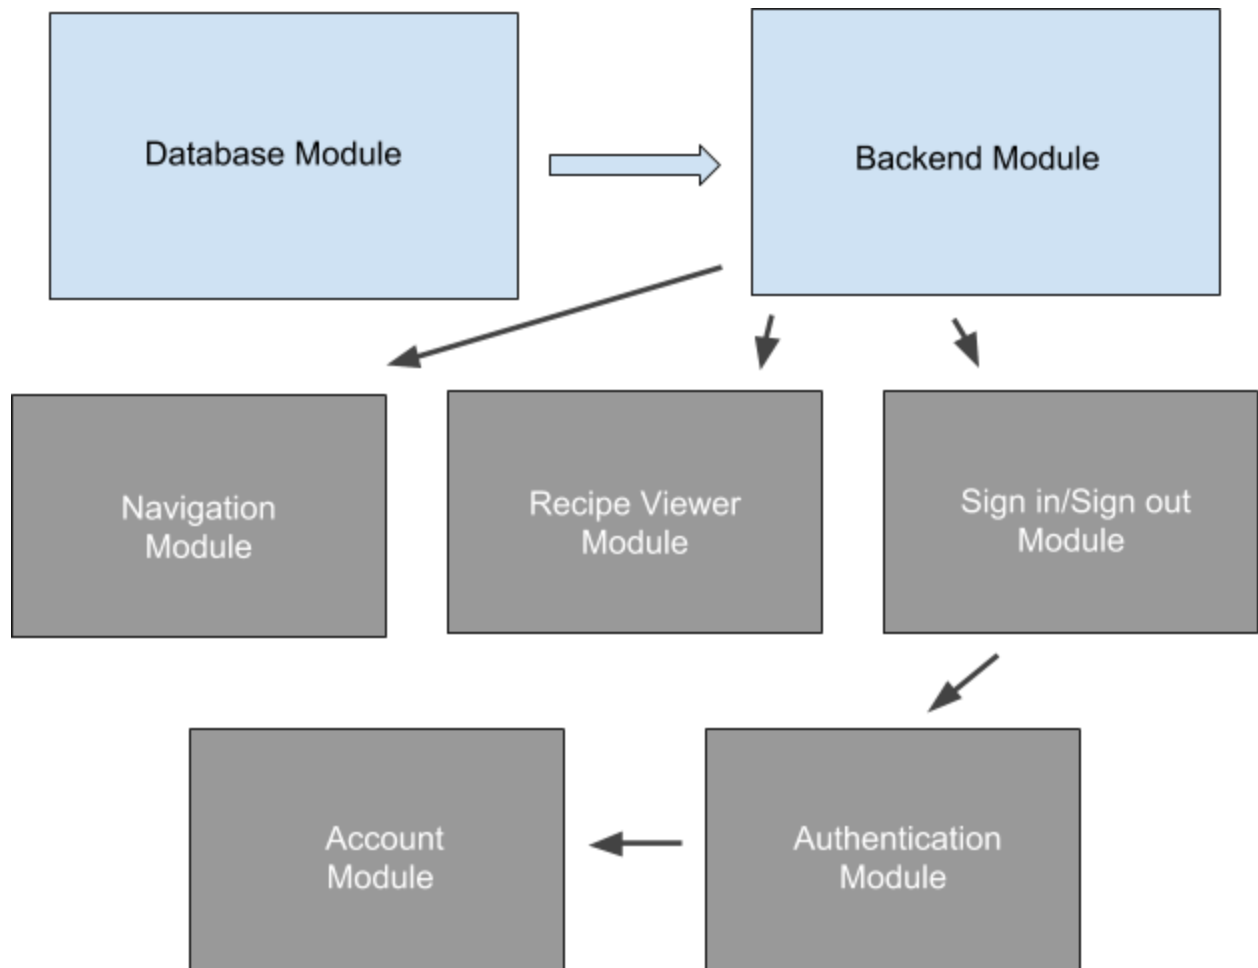 Database Module
Backend Module
Navigation
Module
Recipe Viewer
Module
Sign in/Sign out
Module
Account
Module
Authentication
Module